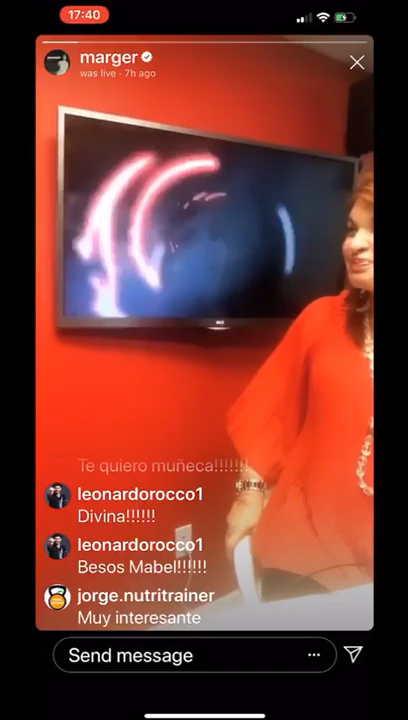 17:40
marger
was live · 7h ago
Te quiero muñeca!!!!!!!
leonardorocco1
Divina!!!!!!
leonardorocco1
Besos Mabel!!!!!!
jorge.nutritrainer
Muy interesante
Send message